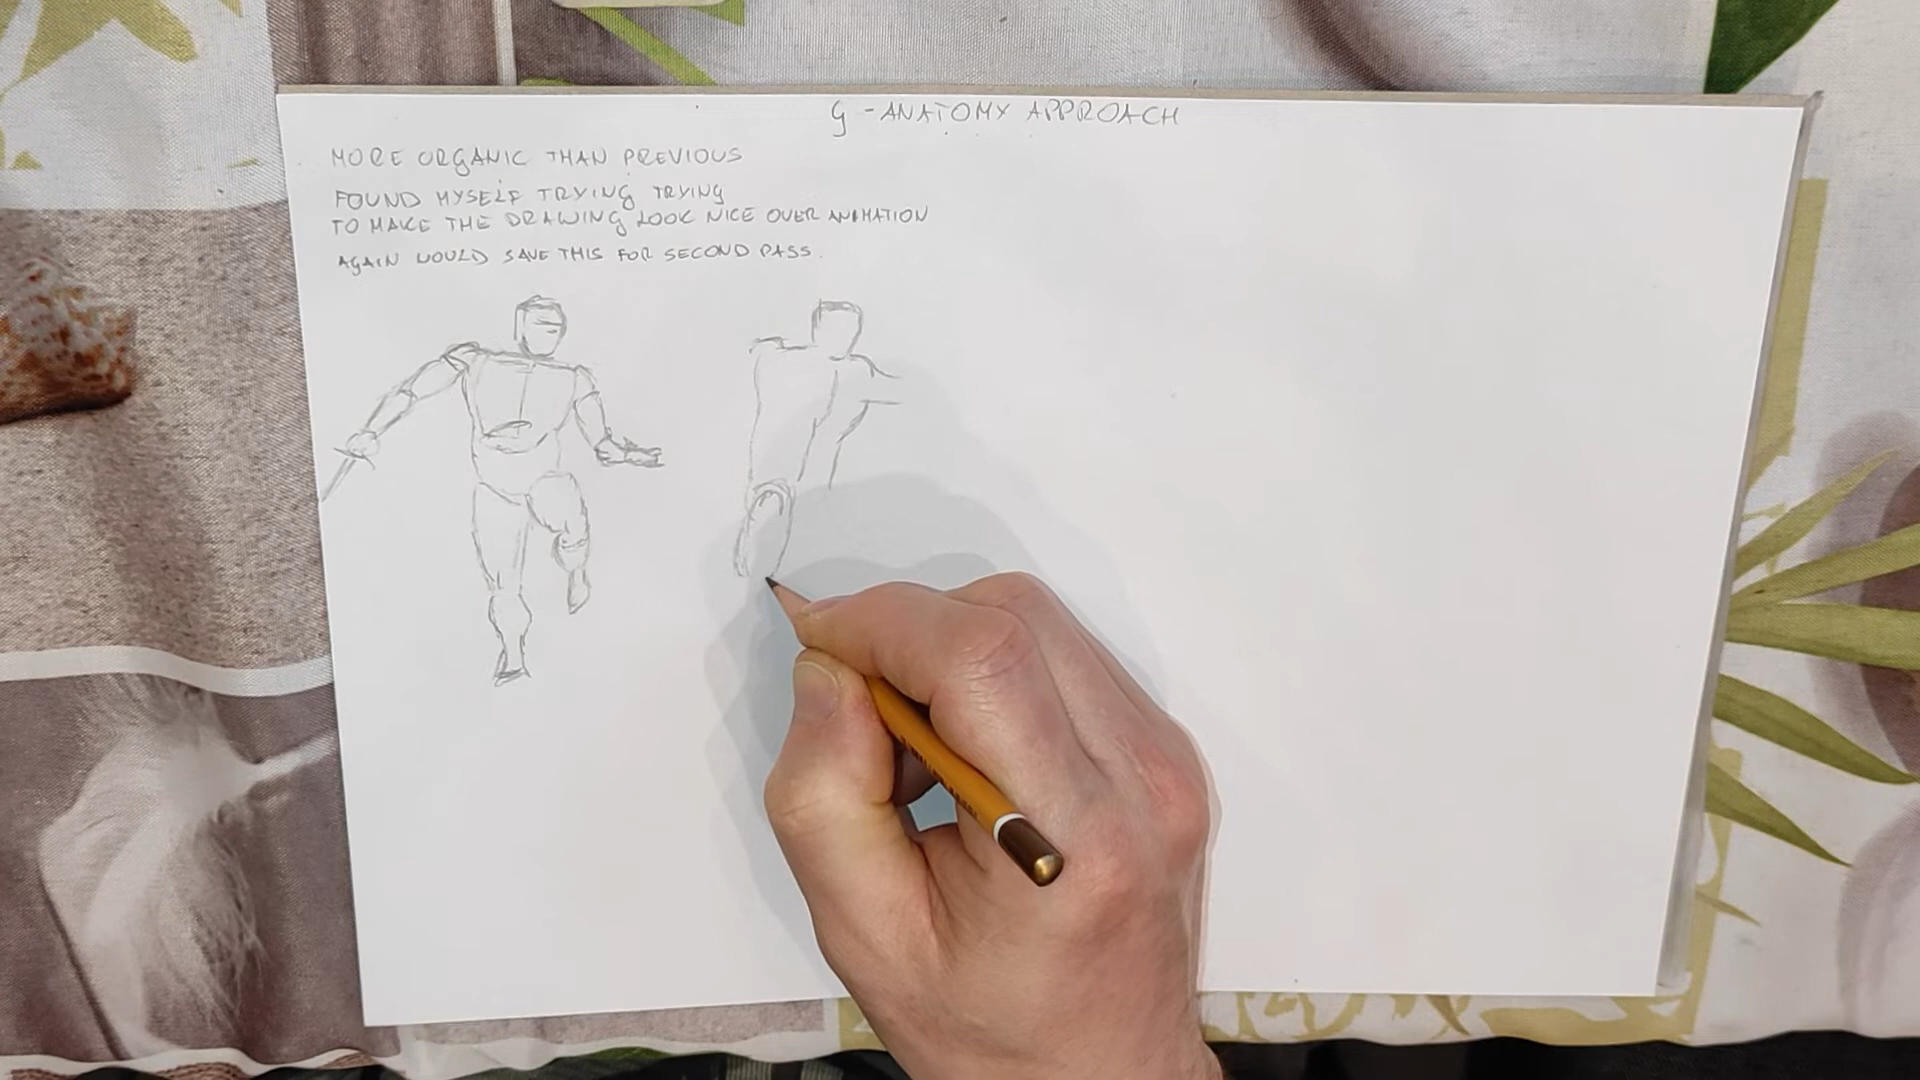 9 - ANATOMY APPROACH
MORE ORGANIC THAN PREVIOUS
FOUND MYSELF TRYING TRYING
TO MAKE THE DRAWING LOOK NICE OVER ANIMATION
AGAIN WOULD SAVE THIS FOR SECOND PASS.